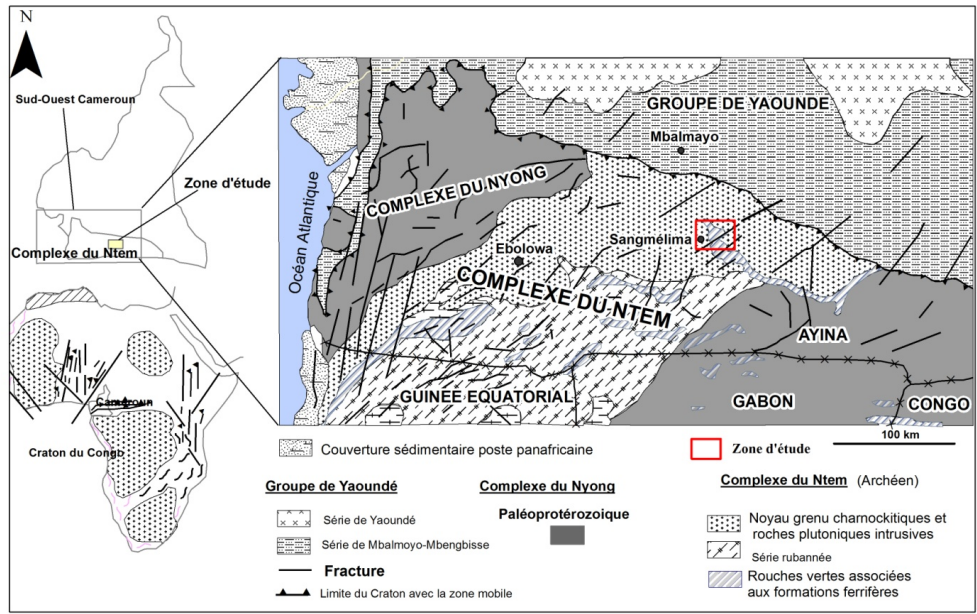 N
Sud-Ouest Cameroun
Zone d'étude
Complexe du Ntem
Cameroun
Craton du Congo
Océan Atlantique
GROUPE DE YAOUNDE
Mbalmayo
COMPLEXE DU NYONG
Sangmélima
Ebolowa
COMPLEXE DU NTEM
AYINA
GUINEE EQUATORIAL
GABON
CONGO
100 km
Couverture sédimentaire poste panafricaine
Zone d'étude
Groupe de Yaoundé
Série de Yaoundé
Série de Mbalmoyo-Mbengbisse
Fracture
Limite du Craton avec la zone mobile
Complexe du Nyong
Paléoprotérozoique
Complexe du Ntem (Archéen)
Noyau grenu charnockitiques et
roches plutoniques intrusives
Série rubannée
Rouches vertes associées
aux formations ferrifères